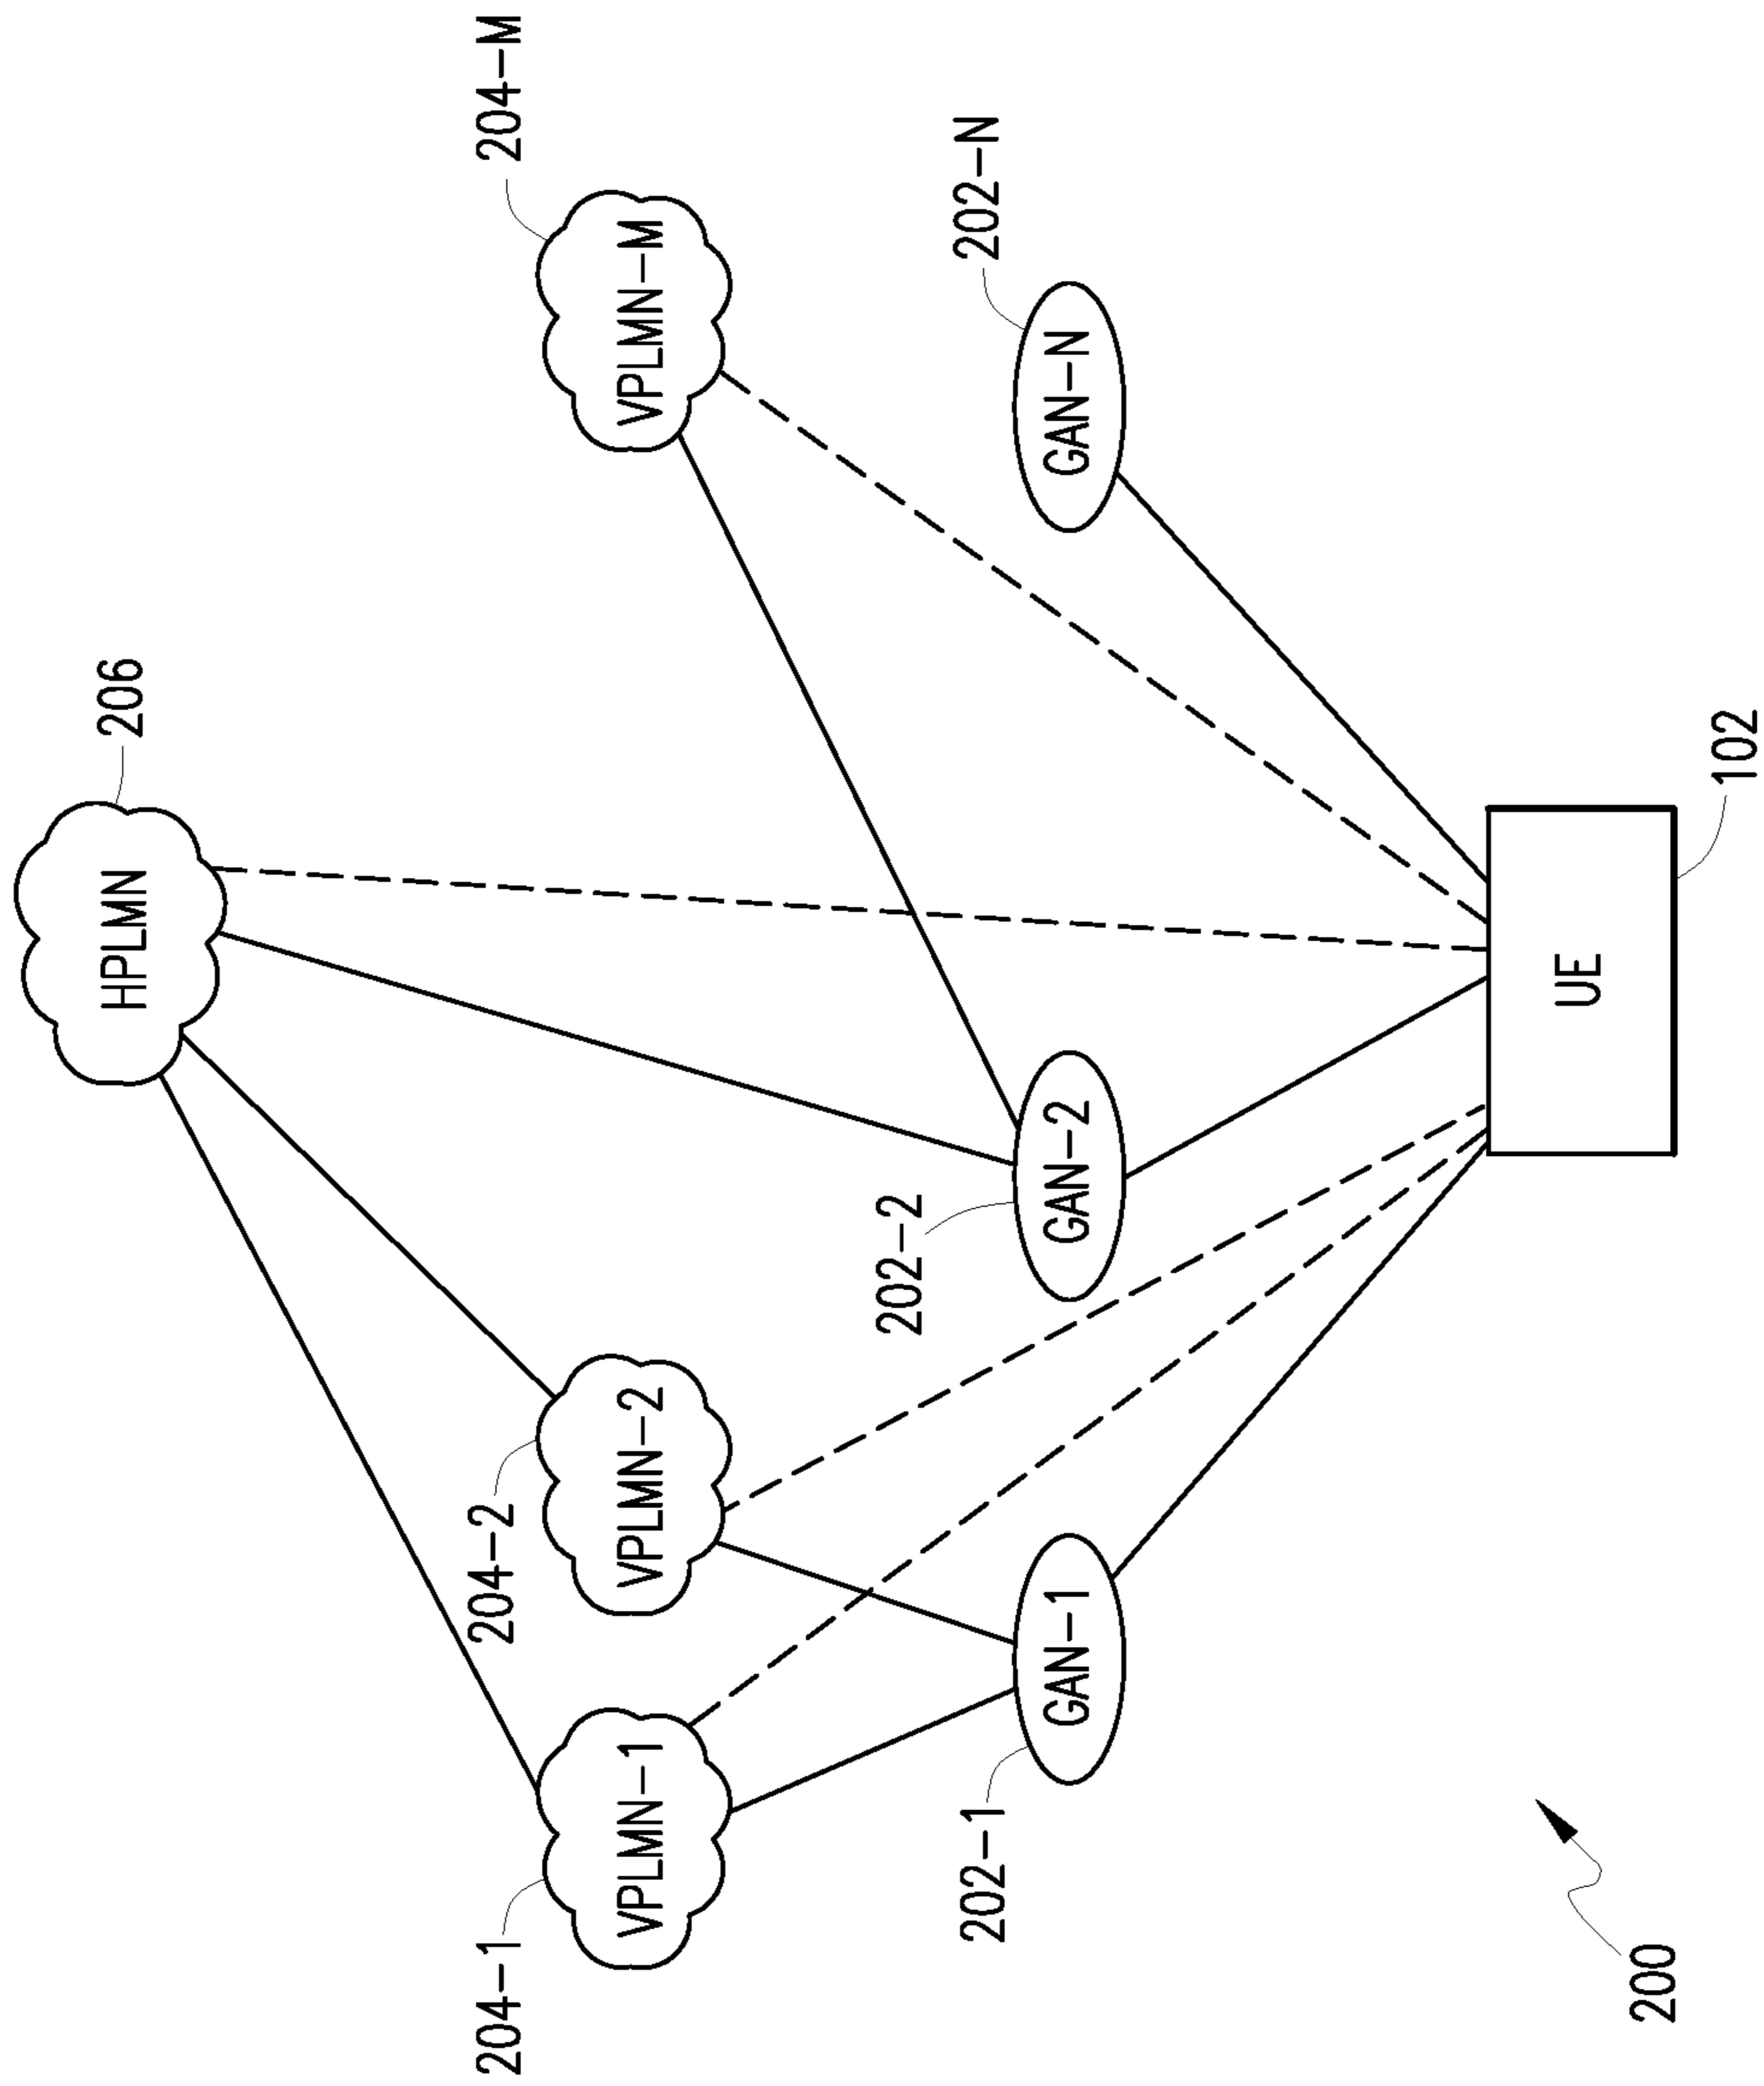 206
HPLMN
204-1
204-2
204-M
VPLMN-1
VPLMN-2
VPLMN-M
202-1
202-2
202-N
GAN-1
GAN-2
GAN-N
UE
200
102